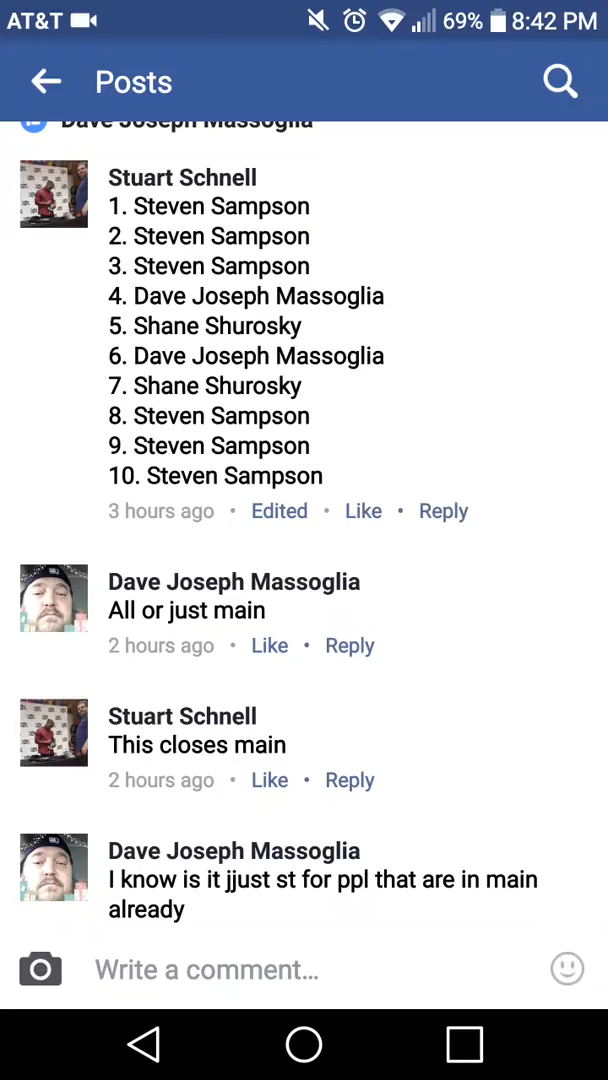 AT&T 69% 8:42 PM
Posts
Dave Joseph Massoglia
Stuart Schnell
1. Steven Sampson
2. Steven Sampson
3. Steven Sampson
4. Dave Joseph Massoglia
5. Shane Shurosky
6. Dave Joseph Massoglia
7. Shane Shurosky
8. Steven Sampson
9. Steven Sampson
10. Steven Sampson
3 hours ago • Edited • Like • Reply
Dave Joseph Massoglia
All or just main
2 hours ago • Like • Reply
Stuart Schnell
This closes main
2 hours ago • Like • Reply
Dave Joseph Massoglia
I know is it jjust st for ppl that are in main
already
Write a comment...